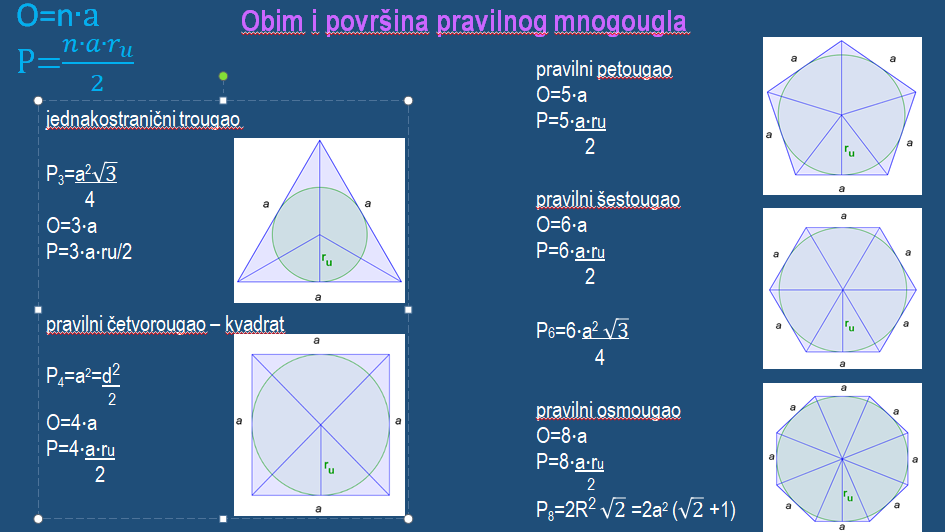 O=n·a
P=n·a·rᵤ/2
Obim i površina pravilnog mnogougla
jednakostranični trougao
P₃=a²√3
4
O=3·a
P=3·a·ru/2
a a
rᵤ
a
pravilni četvorougao – kvadrat
P₄=a²=d²
2
O=4·a
P=4·a·ru
2
a
a a
rᵤ
a
pravilni petougao
O=5·a
P=5·a·ru
2
a a
a a
rᵤ
a
pravilni šestougao
O=6·a
P=6·a·ru
2
P₆=6·a² √3
4
a
a a
a a
rᵤ
a
pravilni osmougao
O=8·a
P=8·a·ru
2
P₈=2R² √2 =2a² (√2 +1)
a
a a
a a
a a
rᵤ
a